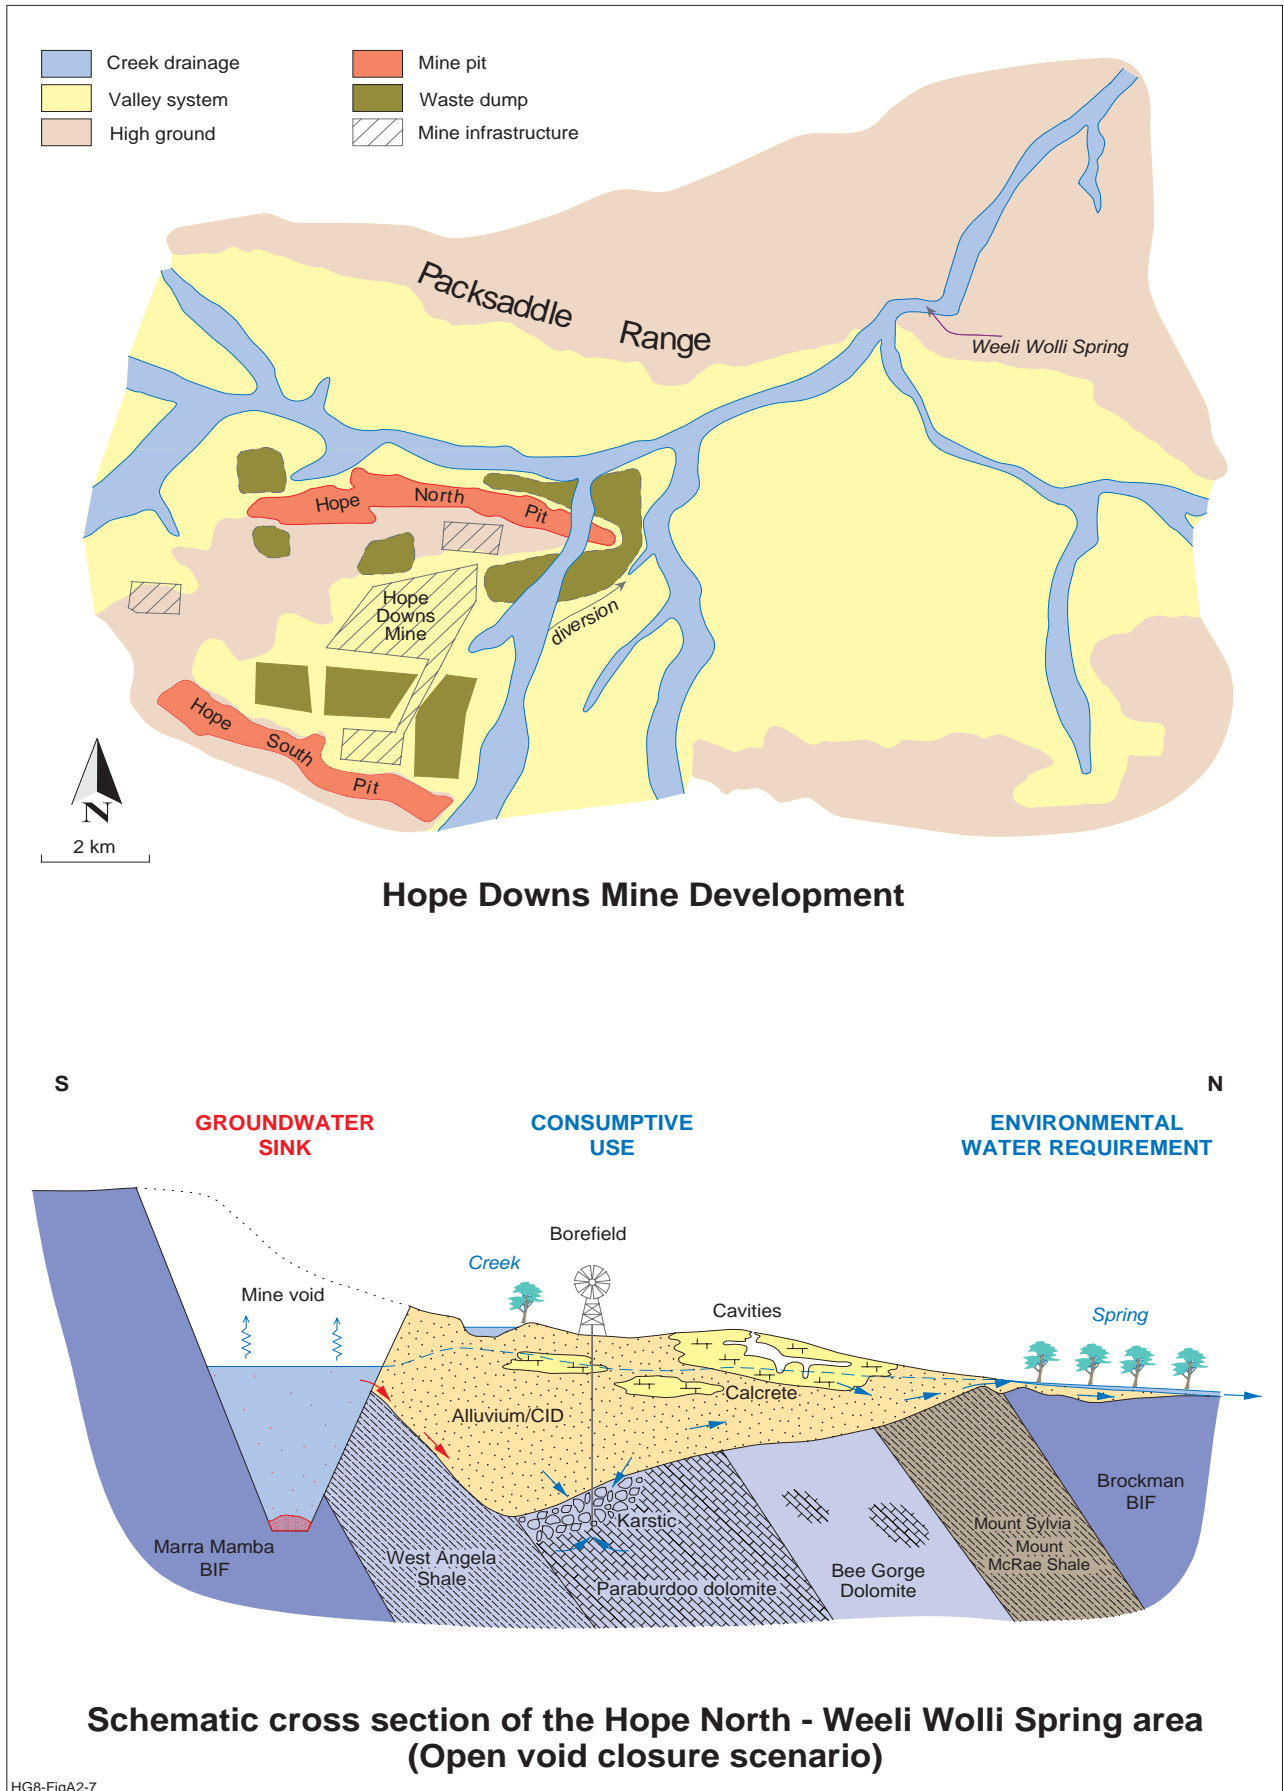 Creek drainage
Valley system
High ground
Mine pit
Waste dump
Mine infrastructure
Packsaddle Range
Weeli Wolli Spring
Hope North Pit
Hope
Downs
Mine
diversion
Hope South Pit
N
2 km
Hope Downs Mine Development
S
N
GROUNDWATER
SINK
CONSUMPTIVE
USE
ENVIRONMENTAL
WATER REQUIREMENT
Borefield
Creek
Mine void
Cavities
Spring
Calcrete
Alluvium/CID
Karstic
Marra Mamba
BIF
West Angela
Shale
Paraburdoo dolomite
Bee Gorge
Dolomite
Mount Sylvia
Mount
McRae Shale
Brockman
BIF
Schematic cross section of the Hope North - Weeli Wolli Spring area
(Open void closure scenario)
HG8-FigA2-7